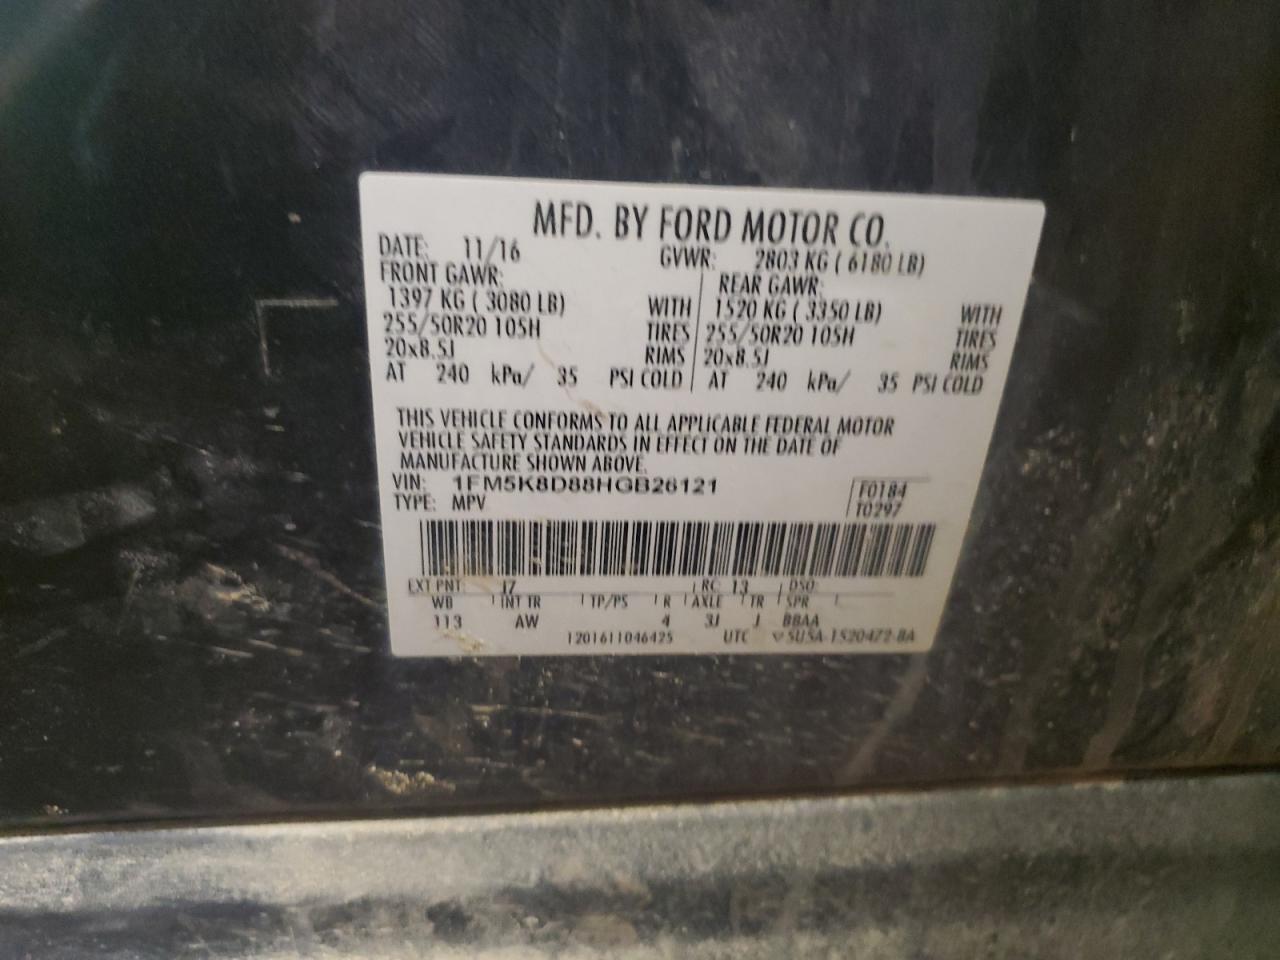 MFD. BY FORD MOTOR CO.
DATE: 11/16 GVWR: 2803 KG ( 6180 LB)
FRONT GAWR: REAR GAWR:
1397 KG ( 3080 LB) WITH 1520 KG ( 3350 LB) WITH
255/50R20 105H TIRES 255/50R20 105H TIRES
20x8.5J RIMS 20x8.5J RIMS
AT 240 kPa/ 35 PSI COLD AT 240 kPa/ 35 PSI COLD
THIS VEHICLE CONFORMS TO ALL APPLICABLE FEDERAL MOTOR
VEHICLE SAFETY STANDARDS IN EFFECT ON THE DATE OF
MANUFACTURE SHOWN ABOVE.
VIN: 1FM5K8D88HGB26121 F0184
TYPE: MPV T0297
EXT PNT: J7 RC 13 DSO:
WB INT TR TP/PS R AXLE TR SPR
113 AW 4 3J J BBAA
1201611046425 UTC ▽ SU5A-1520472-BA